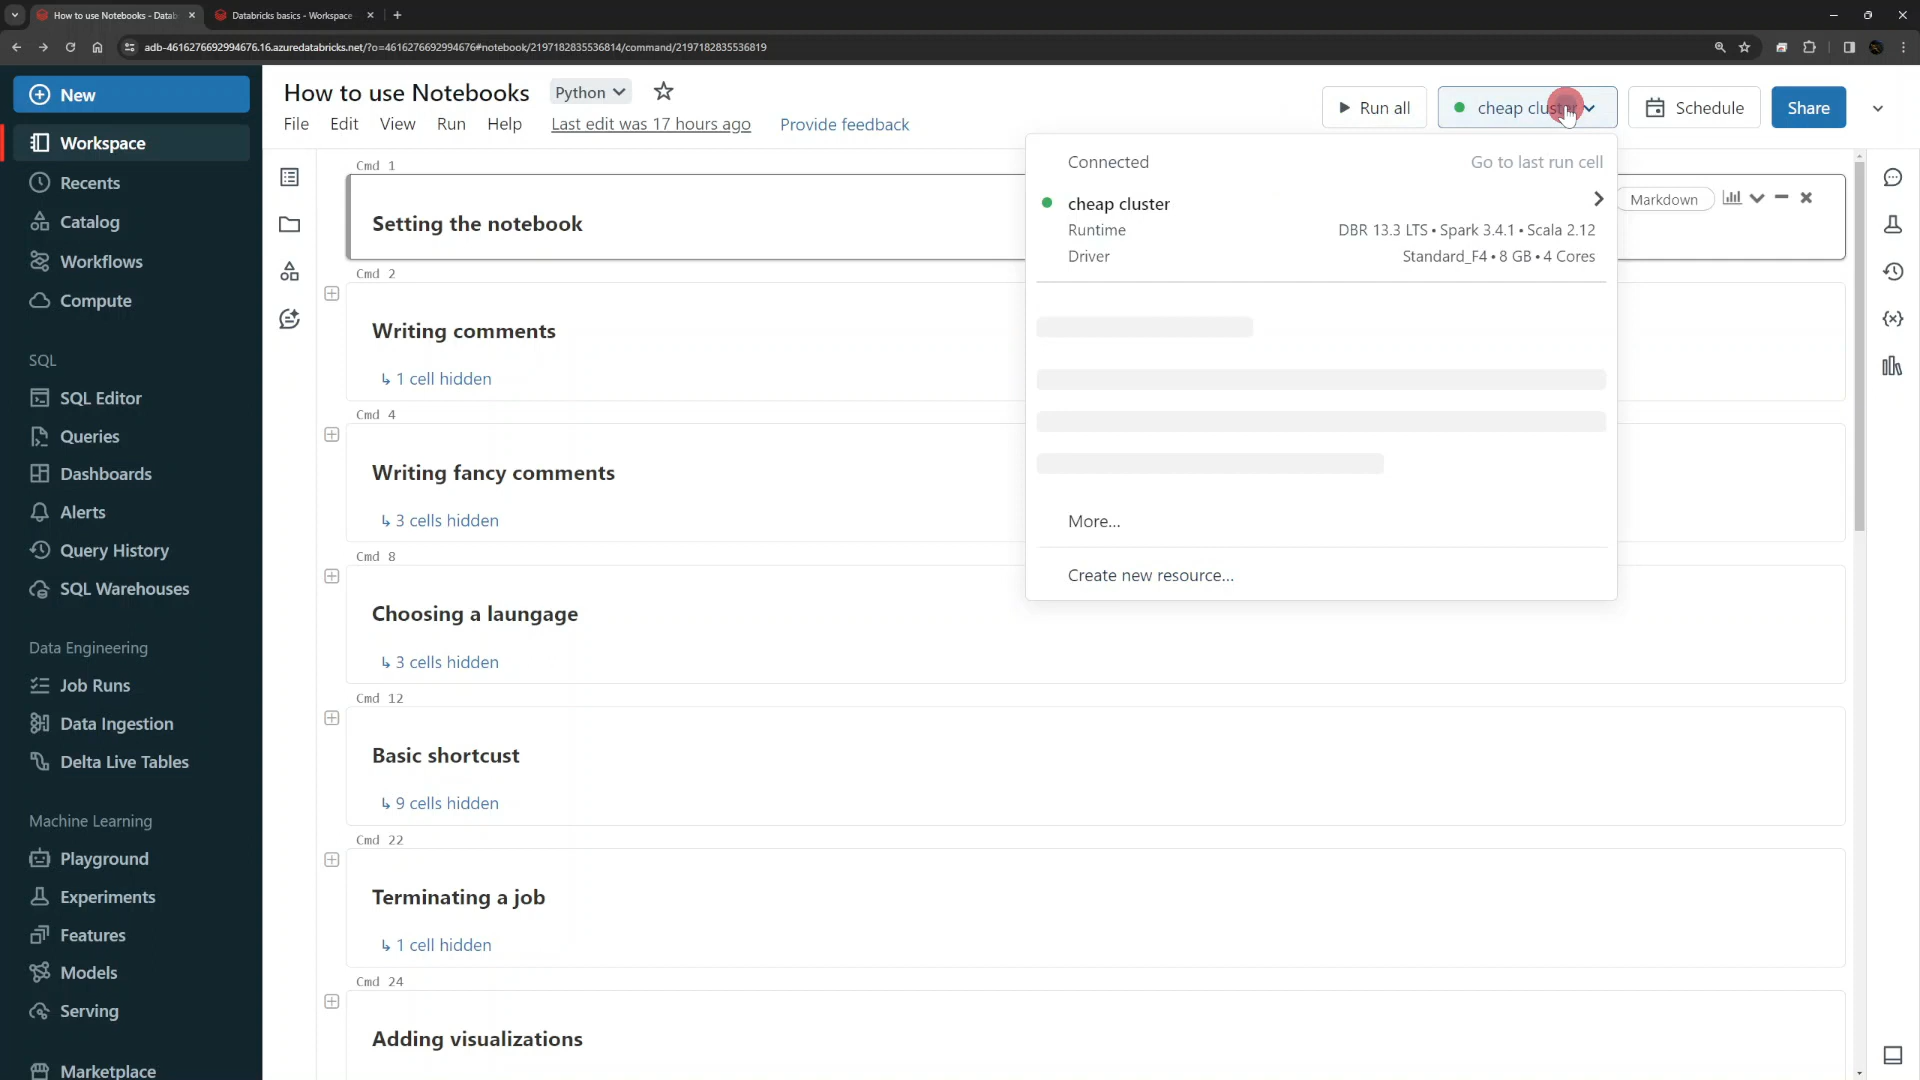 How to use Notebooks - Datab
Databricks basics - Workspace
adb-4616276692994676.16.azuredatabricks.net/?o=4616276692994676#notebook/2197182835536814/command/2197182835536819
New
Workspace
Recents
Catalog
Workflows
Compute
SQL
SQL Editor
Queries
Dashboards
Alerts
Query History
SQL Warehouses
Data Engineering
Job Runs
Data Ingestion
Delta Live Tables
Machine Learning
Playground
Experiments
Features
Models
Serving
Marketplace
How to use Notebooks Python
File Edit View Run Help Last edit was 17 hours ago Provide feedback
Run all cheap cluster Schedule Share
Connected Go to last run cell
cheap cluster
Runtime DBR 13.3 LTS • Spark 3.4.1 • Scala 2.12
Driver Standard_F4 • 8 GB • 4 Cores
More...
Create new resource...
Markdown
Cmd 1
Setting the notebook
Cmd 2
Writing comments
↳ 1 cell hidden
Cmd 4
Writing fancy comments
↳ 3 cells hidden
Cmd 8
Choosing a laungage
↳ 3 cells hidden
Cmd 12
Basic shortcust
↳ 9 cells hidden
Cmd 22
Terminating a job
↳ 1 cell hidden
Cmd 24
Adding visualizations